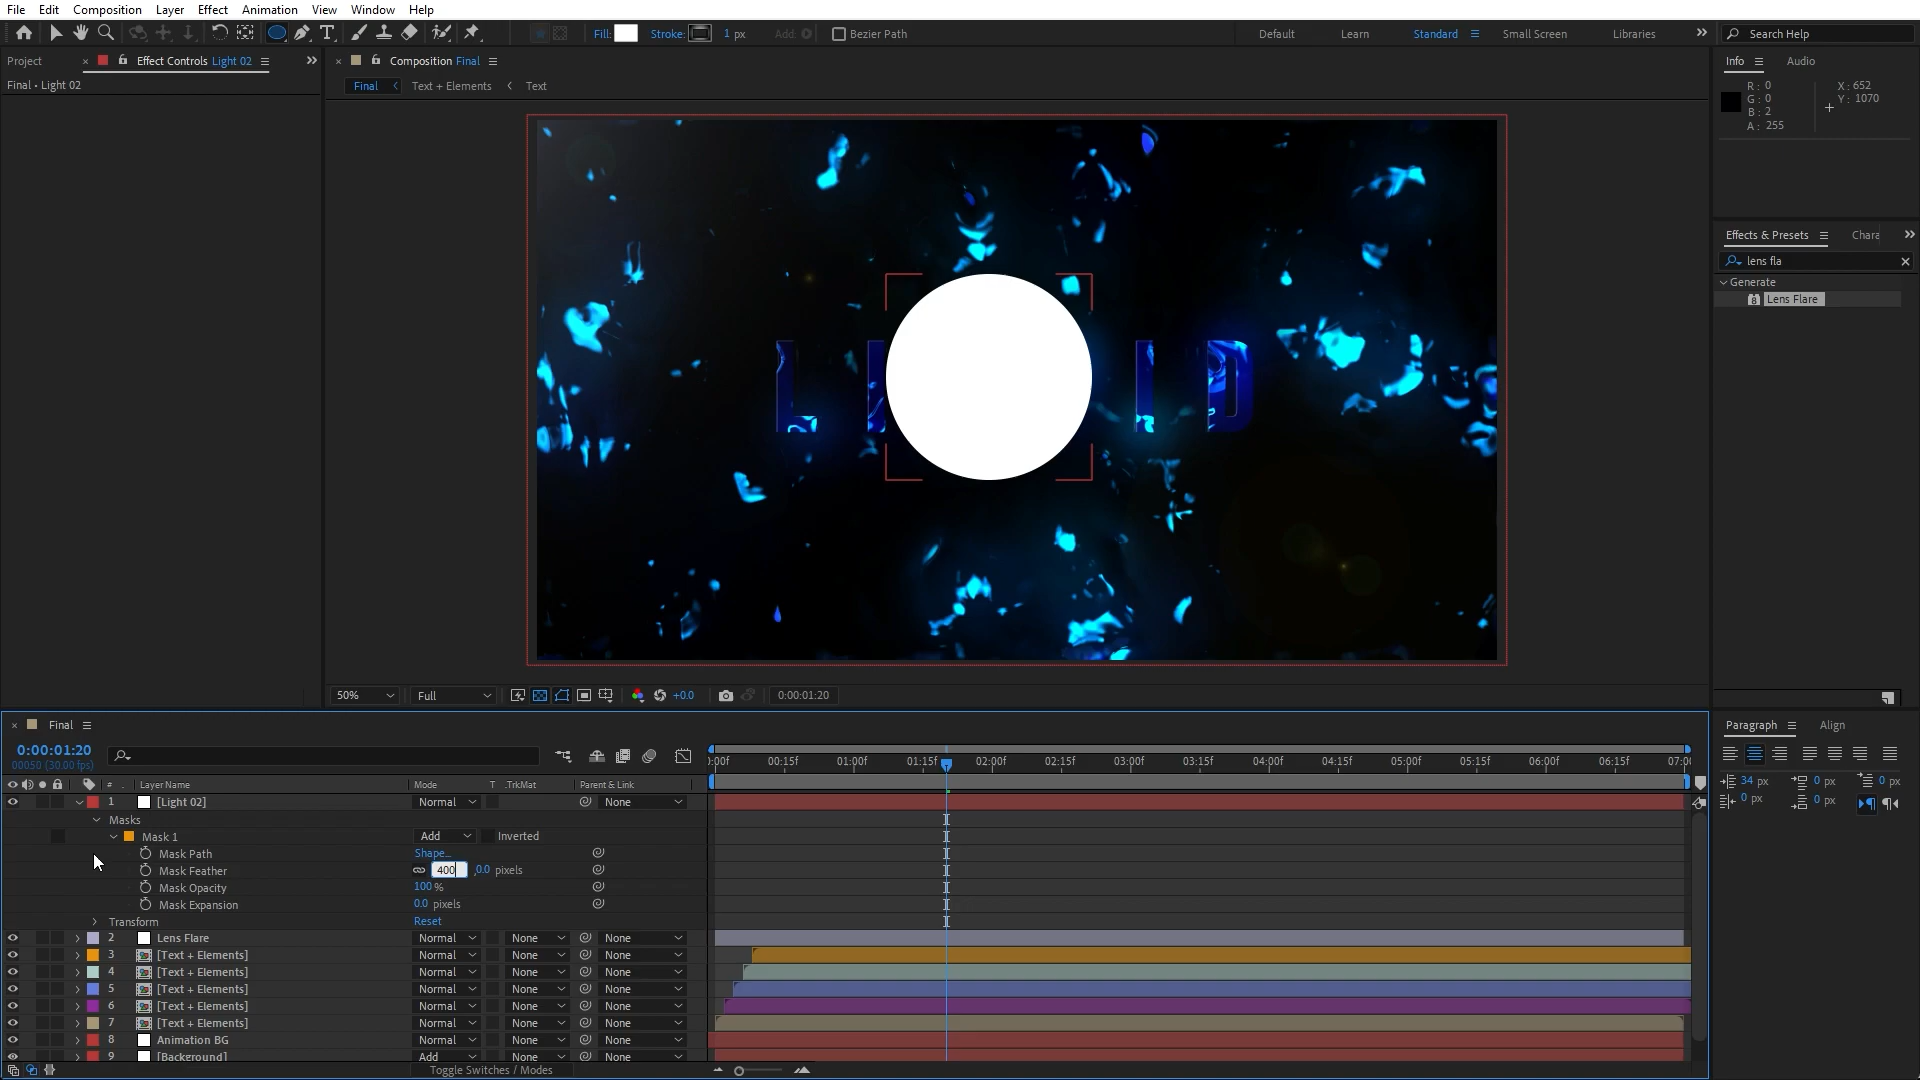 File Edit Composition Layer Effect Animation View Window Help
Fill: Stroke: 1 px Add: Bezier Path Default Learn Standard Small Screen Libraries Search Help
Project Effect Controls Light 02
Final • Light 02
Composition Final
Final Text + Elements Text
Info Audio
R: 0 X: 652
G: 0 Y: 1070
B: 2
A: 255
Effects & Presets Chara
lens fla
Generate
Lens Flare
L I I D
50% Full +0.0 0:00:01:20
Final
0:00:01:20
00050 (30.00 fps)
:00f 00:15f 01:00f 01:15f 02:00f 02:15f 03:00f 03:15f 04:00f 04:15f 05:00f 05:15f 06:00f 06:15f 07:00
# Layer Name Mode T .TrkMat Parent & Link
1 [Light 02] Normal None
Masks
Mask 1 Add Inverted
Mask Path Shape...
Mask Feather 400 ,0.0 pixels
Mask Opacity 100 %
Mask Expansion 0.0 pixels
Transform Reset
2 Lens Flare Normal None None
3 [Text + Elements] Normal None None
4 [Text + Elements] Normal None None
5 [Text + Elements] Normal None None
6 [Text + Elements] Normal None None
7 [Text + Elements] Normal None None
8 Animation BG Normal None None
9 [Background] Add None None
Toggle Switches / Modes
Paragraph Align
34 px 0 px 0 px
0 px 0 px